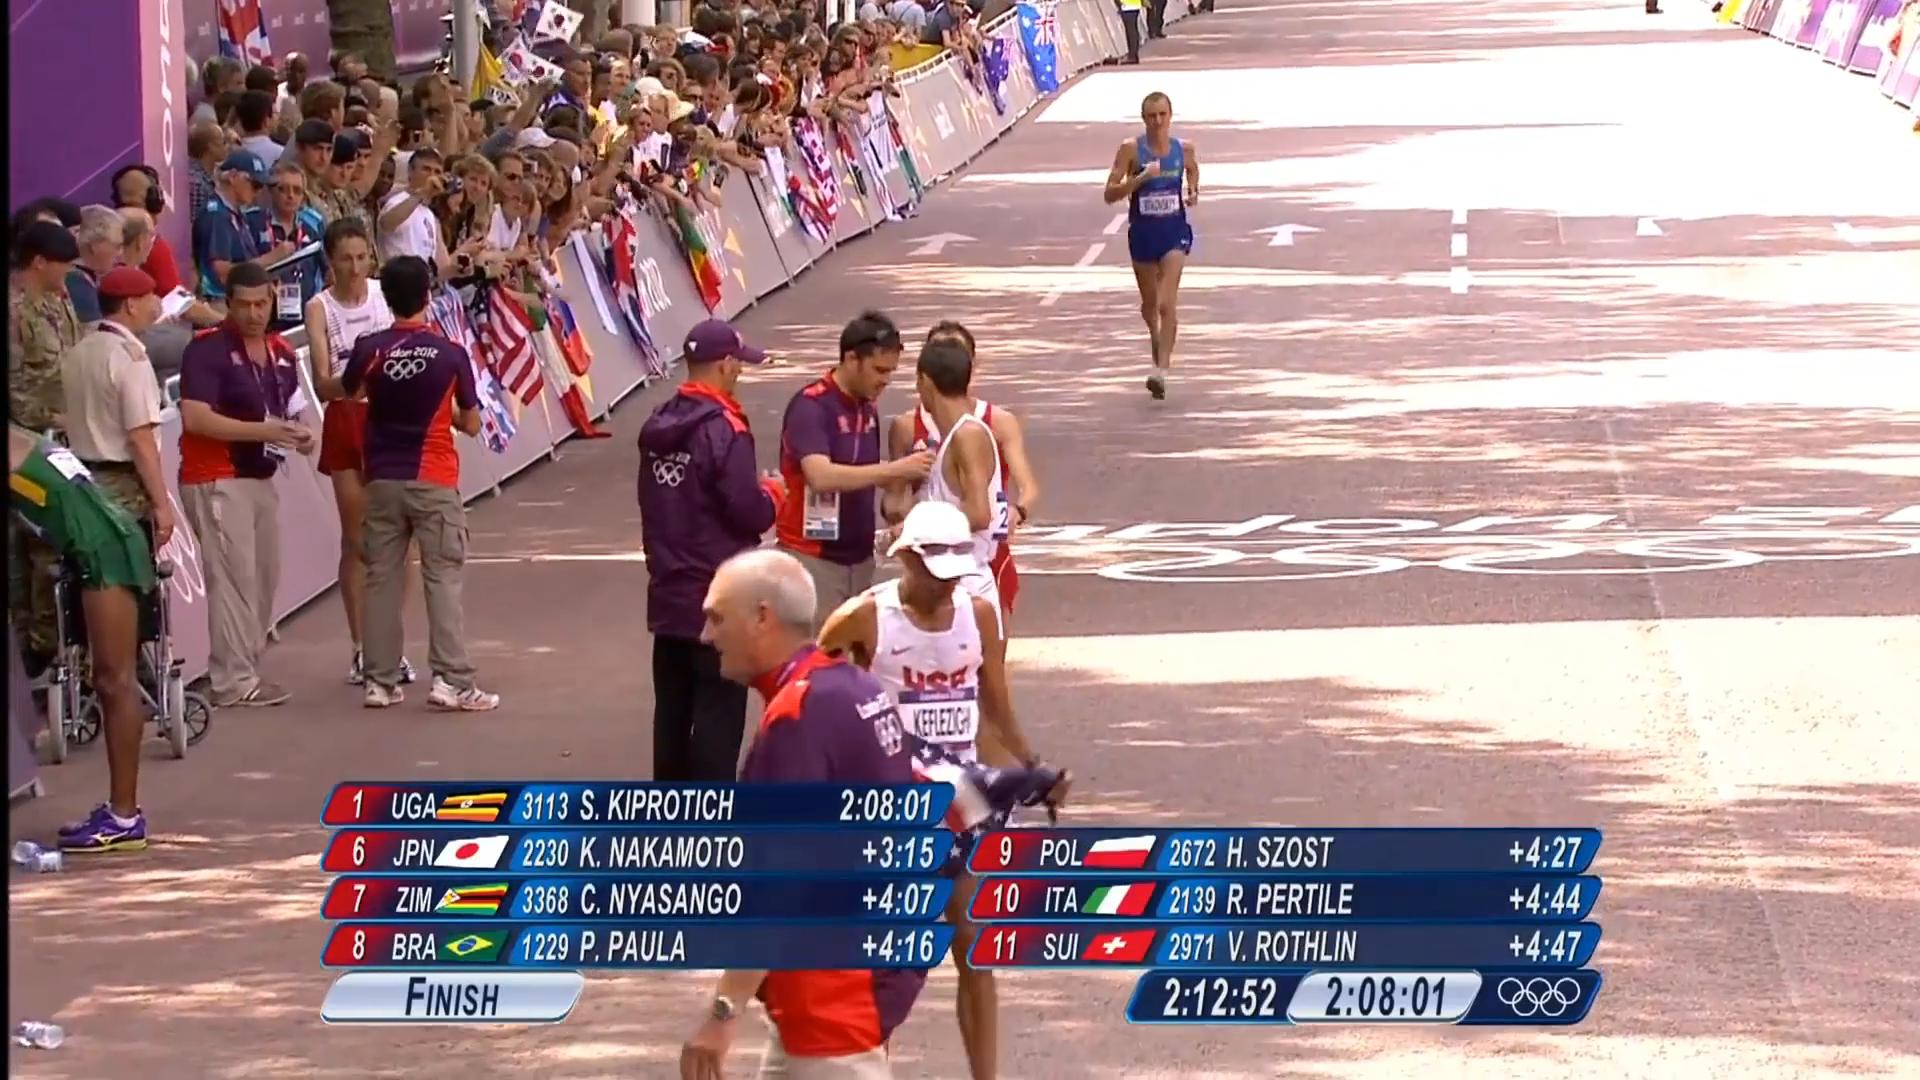 London 2012
USA
KEFLEZIGHI
1 UGA 3113 S. KIPROTICH 2:08:01
6 JPN 2230 K. NAKAMOTO +3:15
7 ZIM 3368 C. NYASANGO +4:07
8 BRA 1229 P. PAULA +4:16
9 POL 2672 H. SZOST +4:27
10 ITA 2139 R. PERTILE +4:44
11 SUI 2971 V. ROTHLIN +4:47
FINISH
2:12:52 2:08:01